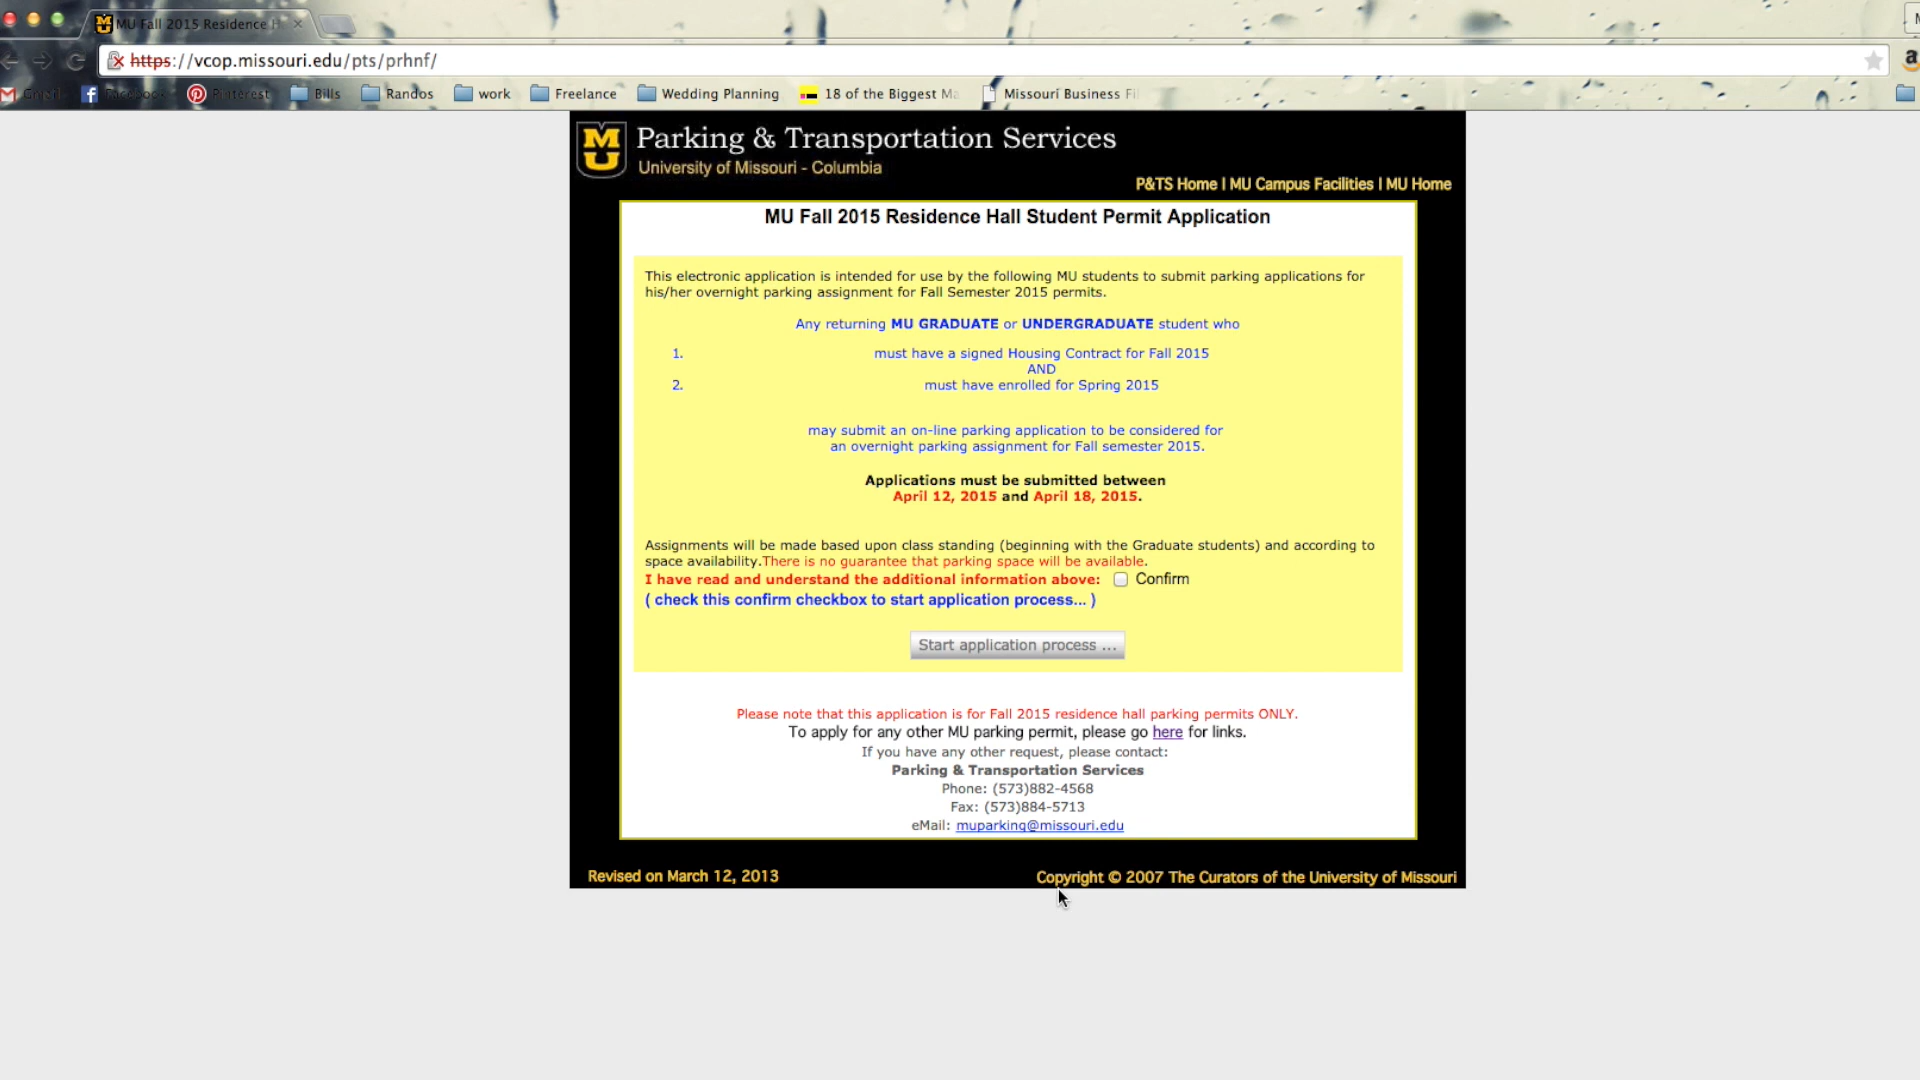 MU Fall 2015 Residence H
https://vcop.missouri.edu/pts/prhnf/
Facebook Pinterest Bills Randos work Freelance Wedding Planning 18 of the Biggest Ma Missouri Business Fi
MU Parking & Transportation Services
University of Missouri - Columbia
P&TS Home | MU Campus Facilities | MU Home
MU Fall 2015 Residence Hall Student Permit Application
This electronic application is intended for use by the following MU students to submit parking applications for
his/her overnight parking assignment for Fall Semester 2015 permits.
Any returning MU GRADUATE or UNDERGRADUATE student who
1. must have a signed Housing Contract for Fall 2015
AND
2. must have enrolled for Spring 2015
may submit an on-line parking application to be considered for
an overnight parking assignment for Fall semester 2015.
Applications must be submitted between
April 12, 2015 and April 18, 2015.
Assignments will be made based upon class standing (beginning with the Graduate students) and according to
space availability.There is no guarantee that parking space will be available.
I have read and understand the additional information above: Confirm
( check this confirm checkbox to start application process... )
Start application process ...
Please note that this application is for Fall 2015 residence hall parking permits ONLY.
To apply for any other MU parking permit, please go here for links.
If you have any other request, please contact:
Parking & Transportation Services
Phone: (573)882-4568
Fax: (573)884-5713
eMail: muparking@missouri.edu
Revised on March 12, 2013 Copyright © 2007 The Curators of the University of Missouri